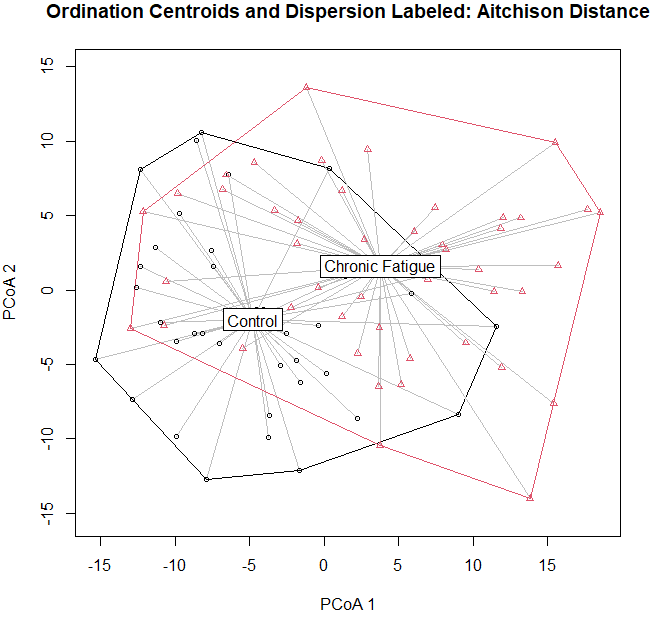 Ordination Centroids and Dispersion Labeled: Aitchison Distance
15
10
5
0
-5
-10
-15
PCoA 2
Chronic Fatigue
Control
-15 -10 -5 0 5 10 15
PCoA 1